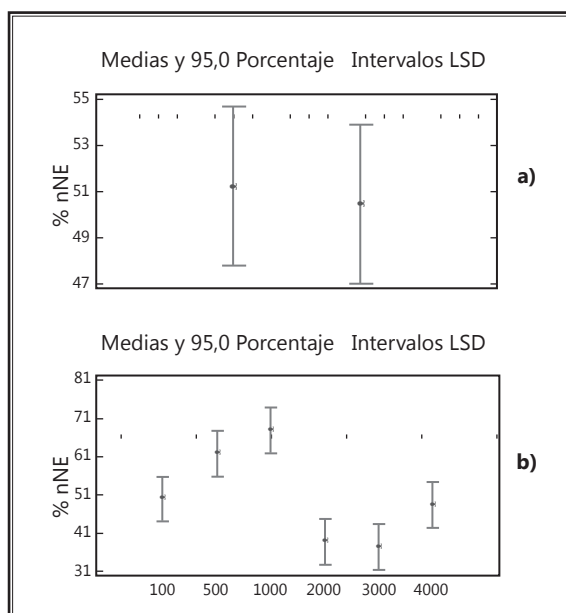 Medias y 95,0 Porcentaje Intervalos LSD
55
53
51
49
47
% nNE
a)
Medias y 95,0 Porcentaje Intervalos LSD
81
71
61
51
41
31
% nNE
b)
100 500 1000 2000 3000 4000